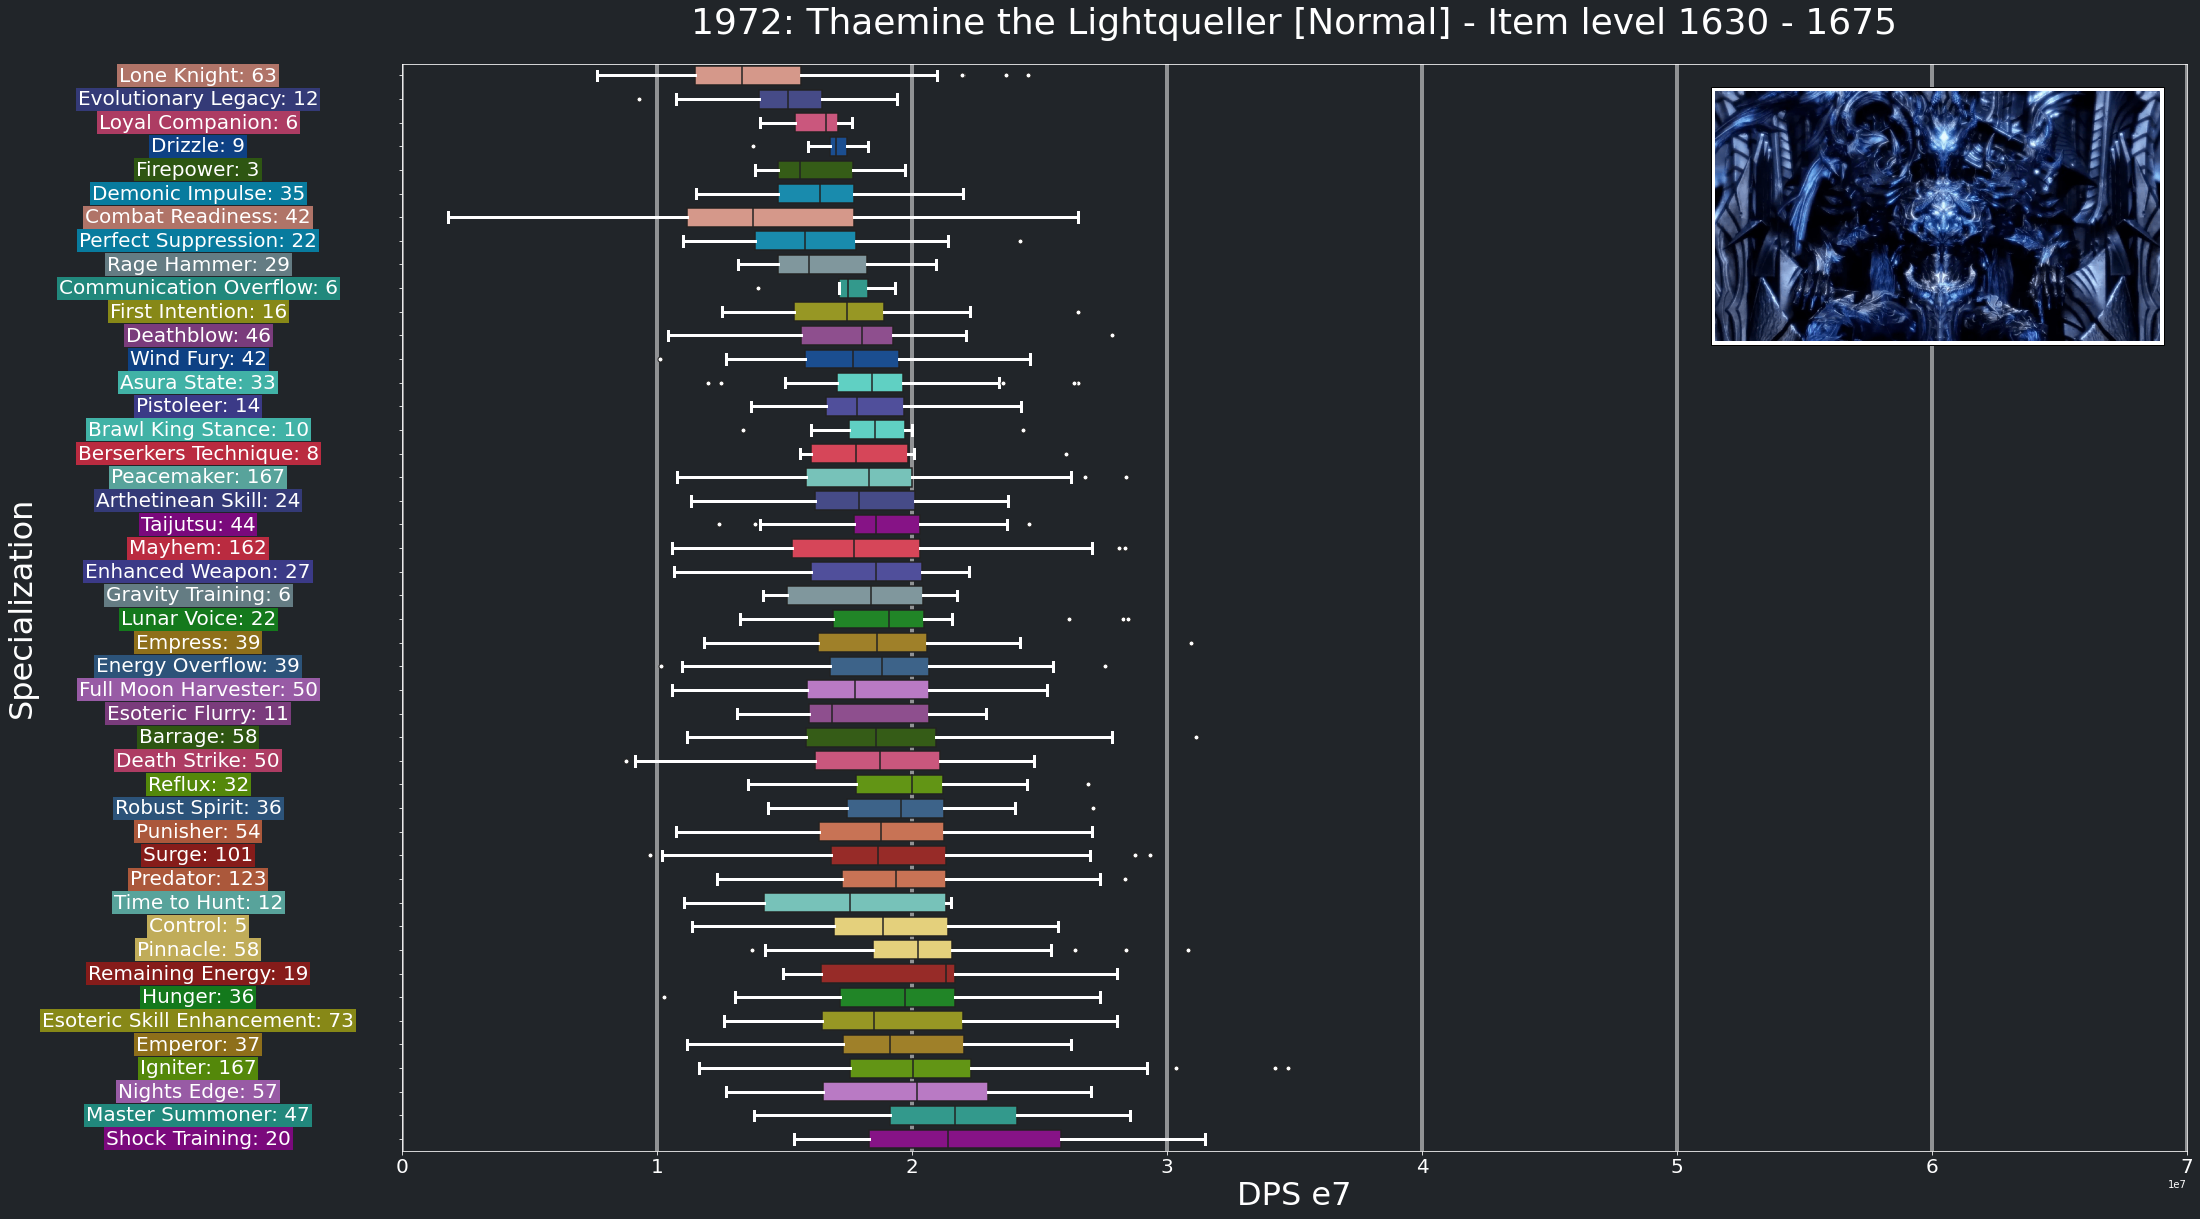 1972: Thaemine the Lightqueller [Normal] - Item level 1630 - 1675
Specialization
Lone Knight: 63
Evolutionary Legacy: 12
Loyal Companion: 6
Drizzle: 9
Firepower: 3
Demonic Impulse: 35
Combat Readiness: 42
Perfect Suppression: 22
Rage Hammer: 29
Communication Overflow: 6
First Intention: 16
Deathblow: 46
Wind Fury: 42
Asura State: 33
Pistoleer: 14
Brawl King Stance: 10
Berserkers Technique: 8
Peacemaker: 167
Arthetinean Skill: 24
Taijutsu: 44
Mayhem: 162
Enhanced Weapon: 27
Gravity Training: 6
Lunar Voice: 22
Empress: 39
Energy Overflow: 39
Full Moon Harvester: 50
Esoteric Flurry: 11
Barrage: 58
Death Strike: 50
Reflux: 32
Robust Spirit: 36
Punisher: 54
Surge: 101
Predator: 123
Time to Hunt: 12
Control: 5
Pinnacle: 58
Remaining Energy: 19
Hunger: 36
Esoteric Skill Enhancement: 73
Emperor: 37
Igniter: 167
Nights Edge: 57
Master Summoner: 47
Shock Training: 20
0 1 2 3 4 5 6 7
1e7
DPS e7